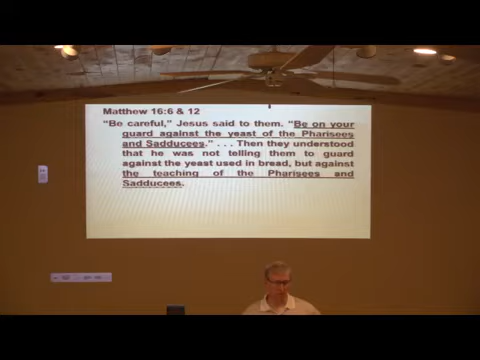 Matthew 16:6 & 12
“Be careful,” Jesus said to them. “Be on your
guard against the yeast of the Pharisees
and Sadducees.” . . . Then they understood
that he was not telling them to guard
against the yeast used in bread, but against
the teaching of the Pharisees and
Sadducees.